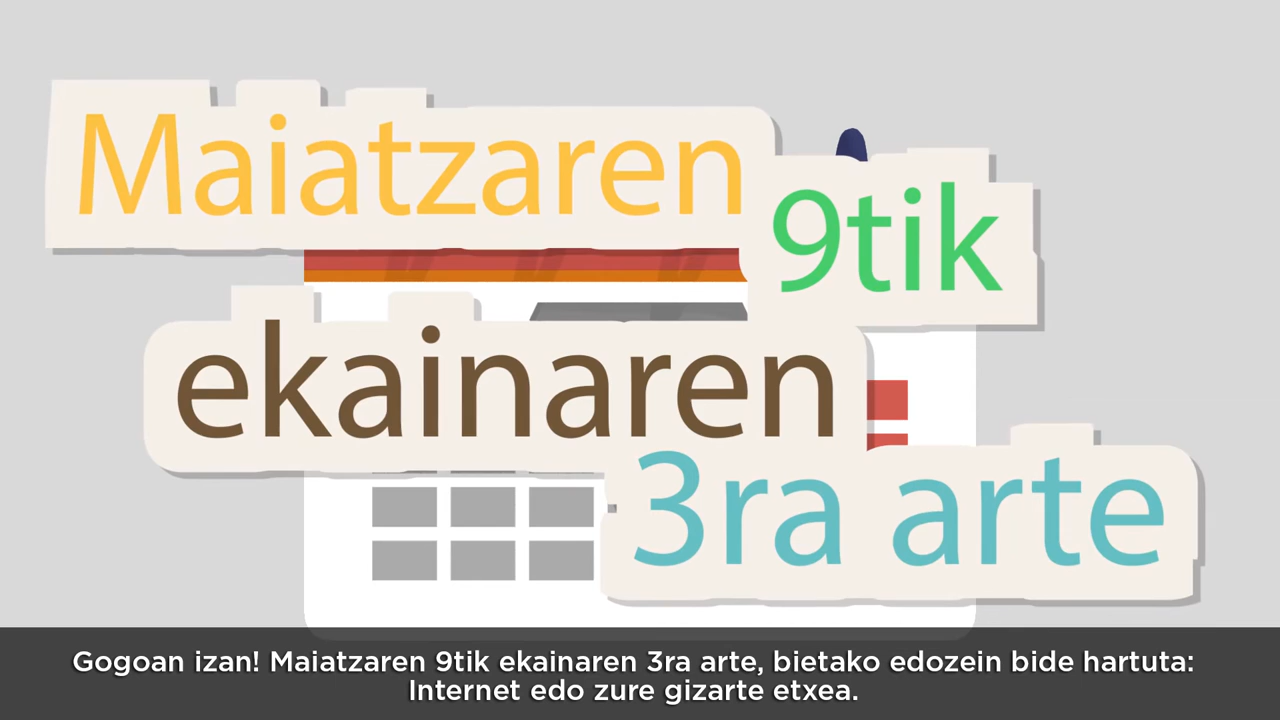 Maiatzaren
9tik
ekainaren
3ra arte
Gogoan izan! Maiatzaren 9tik ekainaren 3ra arte, bietako edozein bide hartuta:
Internet edo zure gizarte etxea.